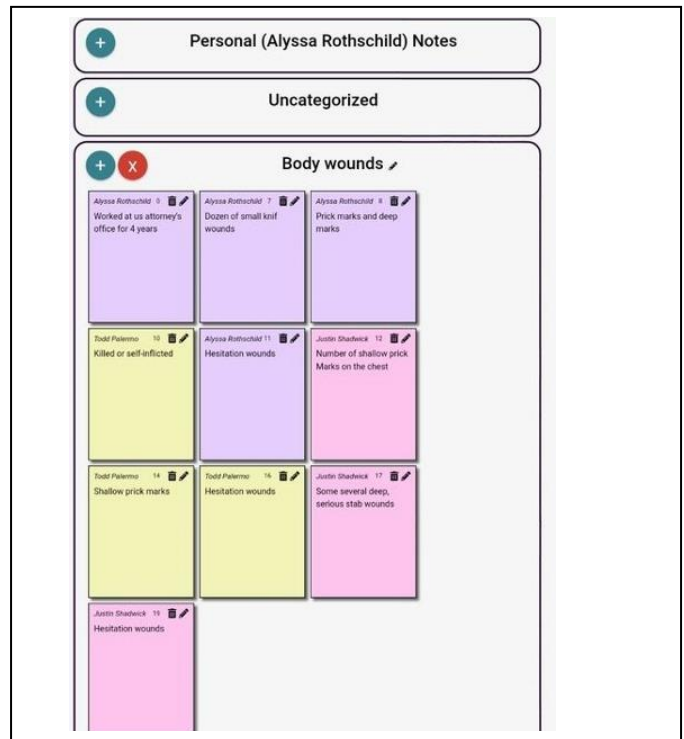 +
Personal (Alyssa Rothschild) Notes
+
Uncategorized
+
X
Body wounds
Alyssa Rothschild 0
Worked at us attorney's
office for 4 years
Alyssa Rothschild 7
Dozen of small knif
wounds
Alyssa Rothschild 8
Prick marks and deep
marks
Todd Palermo 10
Killed or self-inflicted
Alyssa Rothschild 11
Hesitation wounds
Justin Shadwick 12
Number of shallow prick
Marks on the chest
Todd Palermo 14
Shallow prick marks
Todd Palermo 16
Hesitation wounds
Justin Shadwick 17
Some several deep,
serious stab wounds
Justin Shadwick 19
Hesitation wounds